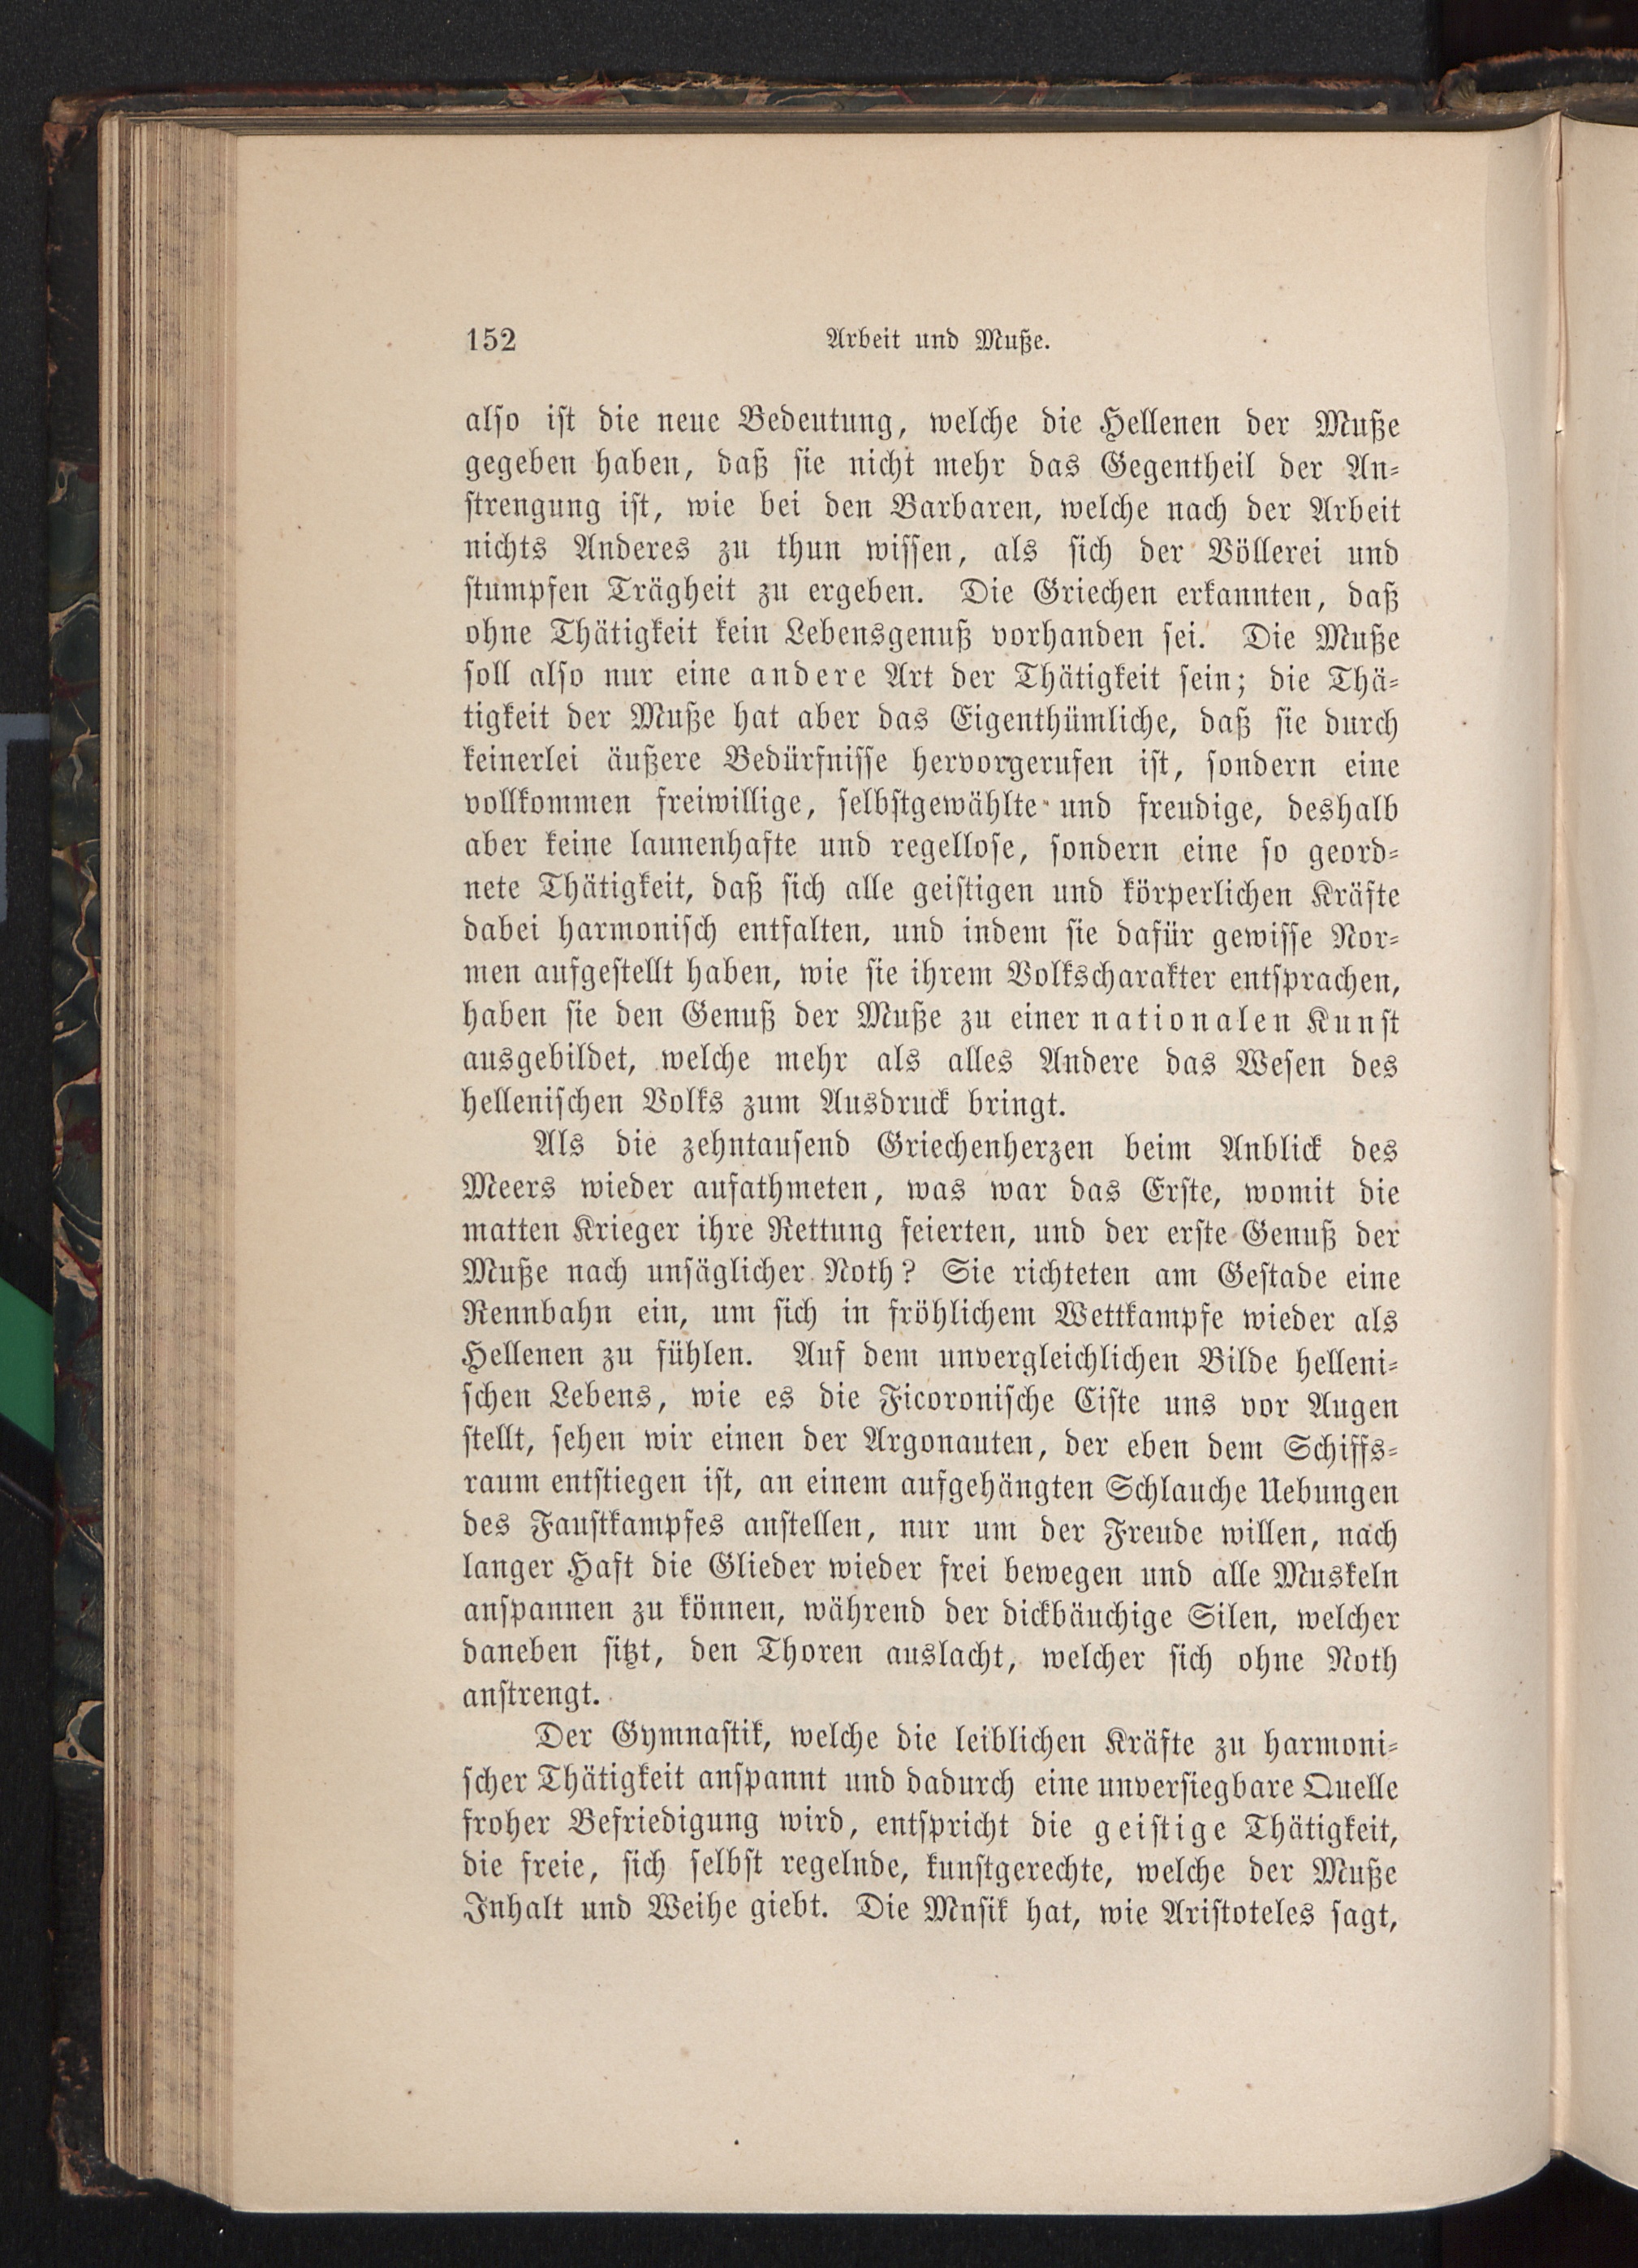 152 Arbeit und Muße.
also ist die neue Bedeutung, welche die Hellenen der Muße
gegeben haben, daß sie nicht mehr das Gegentheil der An-
strengung ist, wie bei den Barbaren, welche nach der Arbeit
nichts Anderes zu thun wissen, als sich der Völlerei und
stumpfen Trägheit zu ergeben. Die Griechen erkannten, daß
ohne Thätigkeit kein Lebensgenuß vorhanden sei. Die Muße
soll also nur eine andere Art der Thätigkeit sein; die Thä-
tigkeit der Muße hat aber das Eigenthümliche, daß sie durch
keinerlei äußere Bedürfnisse hervorgerufen ist, sondern eine
vollkommen freiwillige, selbstgewählte und freudige, deshalb
aber keine launenhafte und regellose, sondern eine so geord-
nete Thätigkeit, daß sich alle geistigen und körperlichen Kräfte
dabei harmonisch entfalten, und indem sie dafür gewisse Nor-
men aufgestellt haben, wie sie ihrem Volkscharakter entsprachen,
haben sie den Genuß der Muße zu einer nationalen Kunst
ausgebildet, welche mehr als alles Andere das Wesen des
hellenischen Volks zum Ausdruck bringt.
Als die zehntausend Griechenherzen beim Anblick des
Meers wieder aufathmeten, was war das Erste, womit die
matten Krieger ihre Rettung feierten, und der erste Genuß der
Muße nach unsäglicher Noth? Sie richteten am Gestade eine
Rennbahn ein, um sich in fröhlichem Wettkampfe wieder als
Hellenen zu fühlen. Auf dem unvergleichlichen Bilde helleni-
schen Lebens, wie es die Ficoronische Ciste uns vor Augen
stellt, sehen wir einen der Argonauten, der eben dem Schiffs-
raum entstiegen ist, an einem aufgehängten Schlauche Uebungen
des Faustkampfes anstellen, nur um der Freude willen, nach
langer Haft die Glieder wieder frei bewegen und alle Muskeln
anspannen zu können, während der dickbäuchige Silen, welcher
daneben sitzt, den Thoren auslacht, welcher sich ohne Noth
anstrengt.
Der Gymnastik, welche die leiblichen Kräfte zu harmoni-
scher Thätigkeit anspannt und dadurch eine unversiegbare Quelle
froher Befriedigung wird, entspricht die geistige Thätigkeit,
die freie, sich selbst regelnde, kunstgerechte, welche der Muße
Inhalt und Weihe giebt. Die Musik hat, wie Aristoteles sagt,